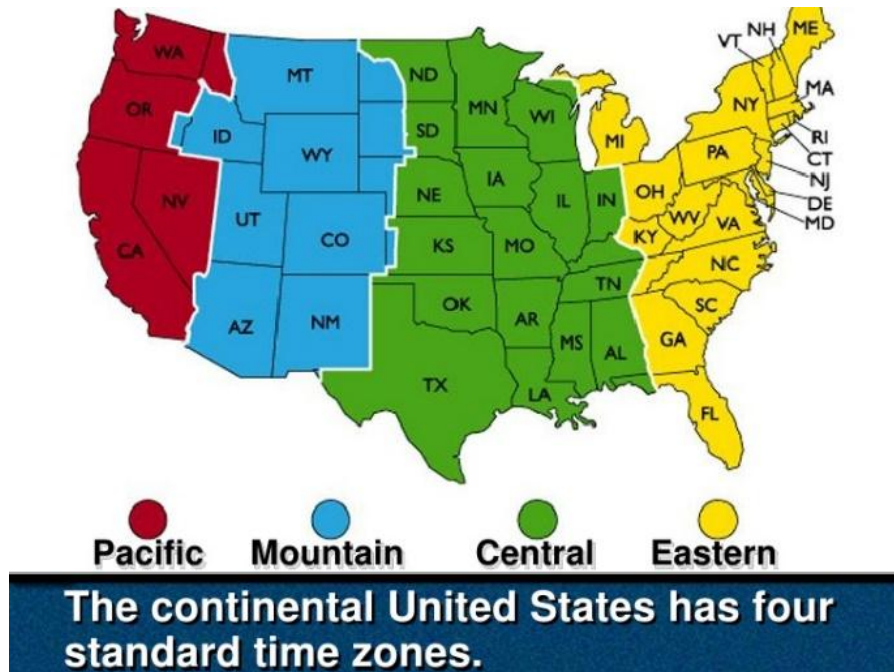 ME
NH
VT
WA
MT
ND
MN
OR
ID
SD
WI
MI
NY
MA
RI
WY
PA
CT
NJ
NE
IA
OH
DE
MD
NV
UT
IL
IN
WV
VA
CA
CO
KS
MO
KY
NC
TN
AZ
NM
OK
AR
SC
MS
AL
GA
TX
LA
FL
Pacific Mountain Central Eastern
The continental United States has four
standard time zones.